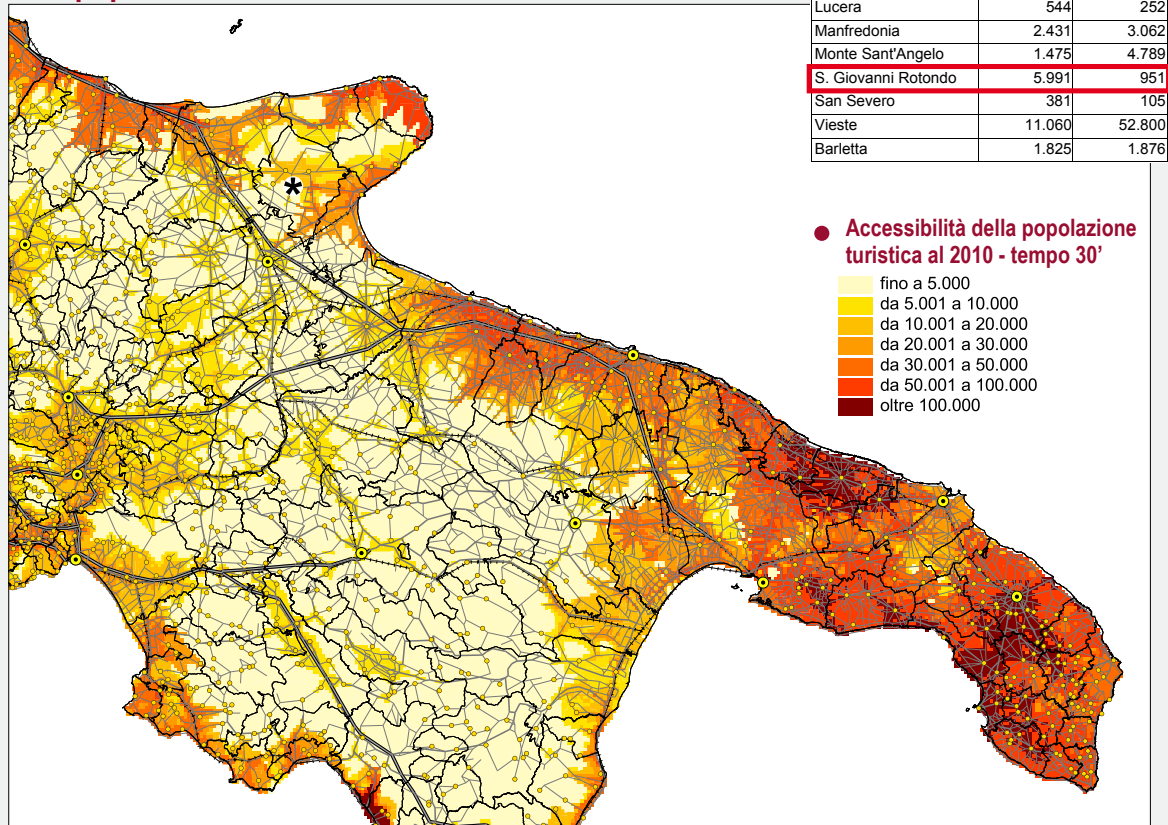 Lucera 544 252
Manfredonia 2.431 3.062
Monte Sant'Angelo 1.475 4.789
S. Giovanni Rotondo 5.991 951
San Severo 381 105
Vieste 11.060 52.800
Barletta 1.825 1.876
*
Accessibilità della popolazione
turistica al 2010 - tempo 30'
fino a 5.000
da 5.001 a 10.000
da 10.001 a 20.000
da 20.001 a 30.000
da 30.001 a 50.000
da 50.001 a 100.000
oltre 100.000